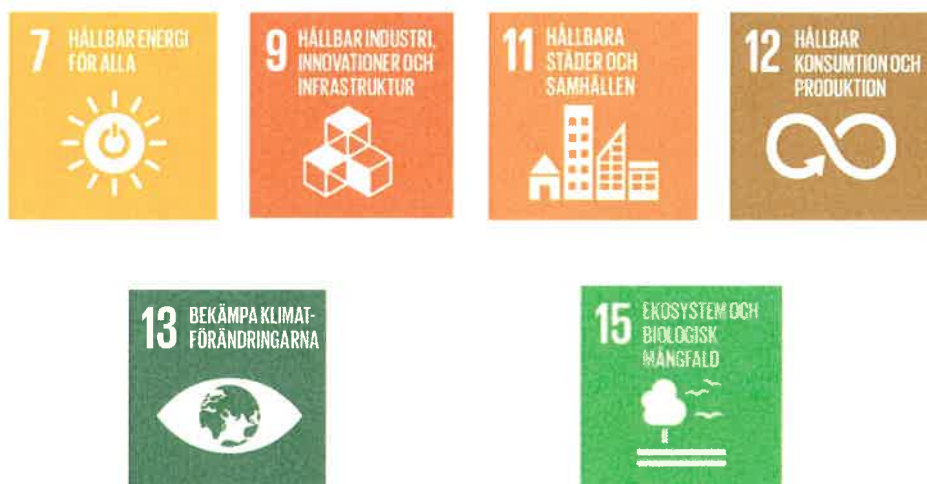 7 HÅLLBAR ENERGI
FÖR ALLA
9 HÅLLBAR INDUSTRI,
INNOVATIONER OCH
INFRASTRUKTUR
11 HÅLLBARA
STÄDER OCH
SAMHÄLLEN
12 HÅLLBAR
KONSUMTION OCH
PRODUKTION
13 BEKÄMPA KLIMAT-
FÖRÄNDRINGARNA
15 EKOSYSTEM OCH
BIOLOGISK
MÅNGFALD